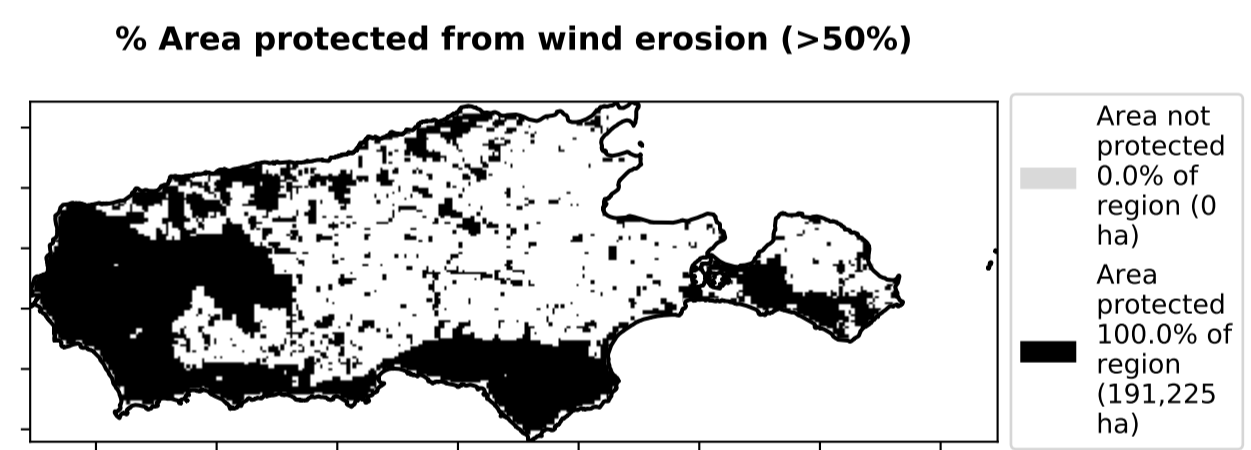 % Area protected from wind erosion (>50%)
Area not
protected
0.0% of
region (0
ha)
Area
protected
100.0% of
region
(191,225
ha)